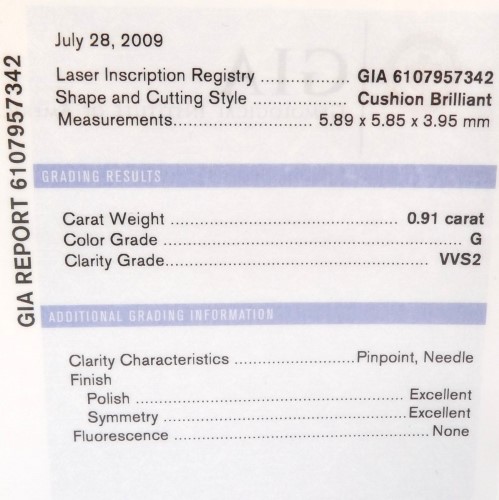 July 28, 2009
Laser Inscription Registry .................. GIA 6107957342
Shape and Cutting Style ................... Cushion Brilliant
Measurements............................ 5.89 x 5.85 x 3.95 mm
GRADING RESULTS
Carat Weight ............................................. 0.91 carat
Color Grade ........................................................... G
Clarity Grade..................................................... VVS2
ADDITIONAL GRADING INFORMATION
Clarity Characteristics ........................Pinpoint, Needle
Finish
Polish ..................................................... Excellent
Symmetry ..................................................Excellent
Fluorescence .................................................... None
GIA REPORT 6107957342